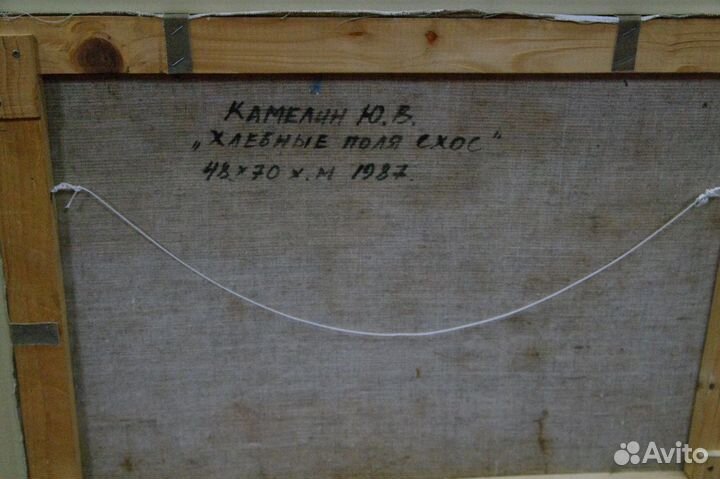 КАМЕЛИН Ю.В.
„ХЛЕБНЫЕ ПОЛЯ СХОС"
48×70 х.м 1987.
Avito